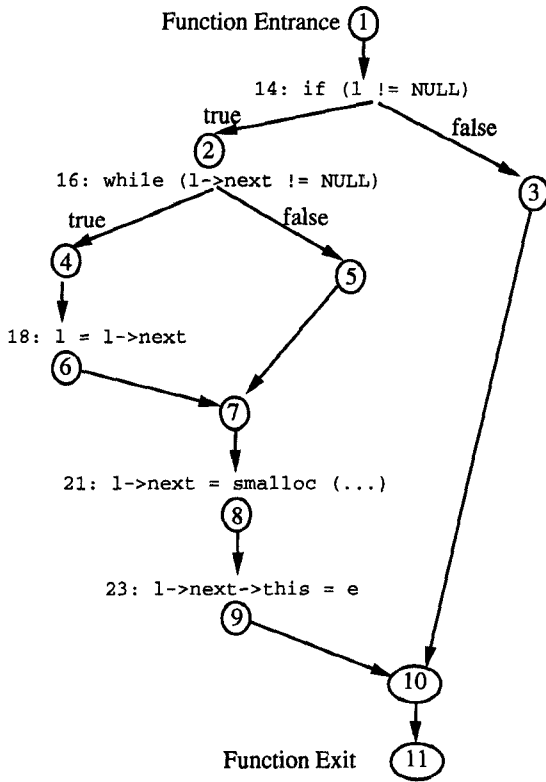 Function Entrance 1
14: if (l != NULL)
true
false
2
16: while (l->next != NULL)
3
true
false
4
5
18: l = l->next
6
7
21: l->next = smalloc (...)
8
23: l->next->this = e
9
10
Function Exit 11